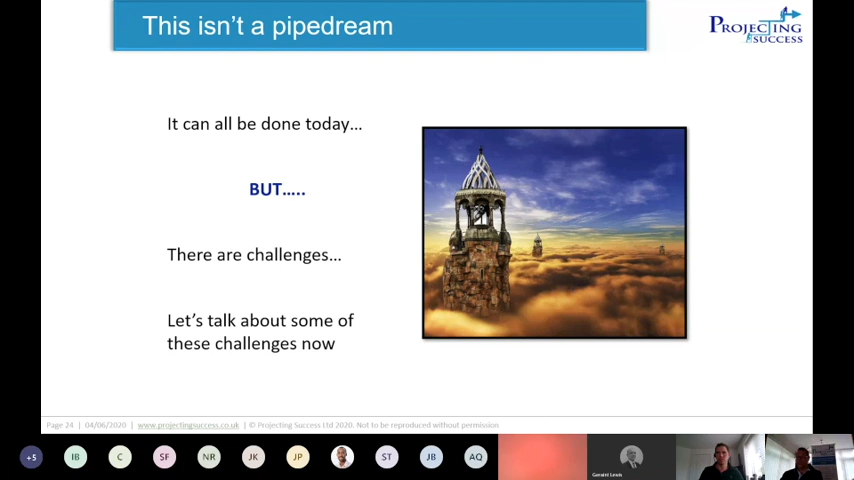 This isn't a pipedream
PROJECTING
SUCCESS
It can all be done today…
BUT…..
There are challenges…
Let's talk about some of
these challenges now
Page 24 | 04/06/2020 | www.projectingsuccess.co.uk | © Projecting Success Ltd 2020. Not to be reproduced without permission
+5
IB
C
SF
NR
JK
JP
ST
JB
AQ
Geraint Lewis